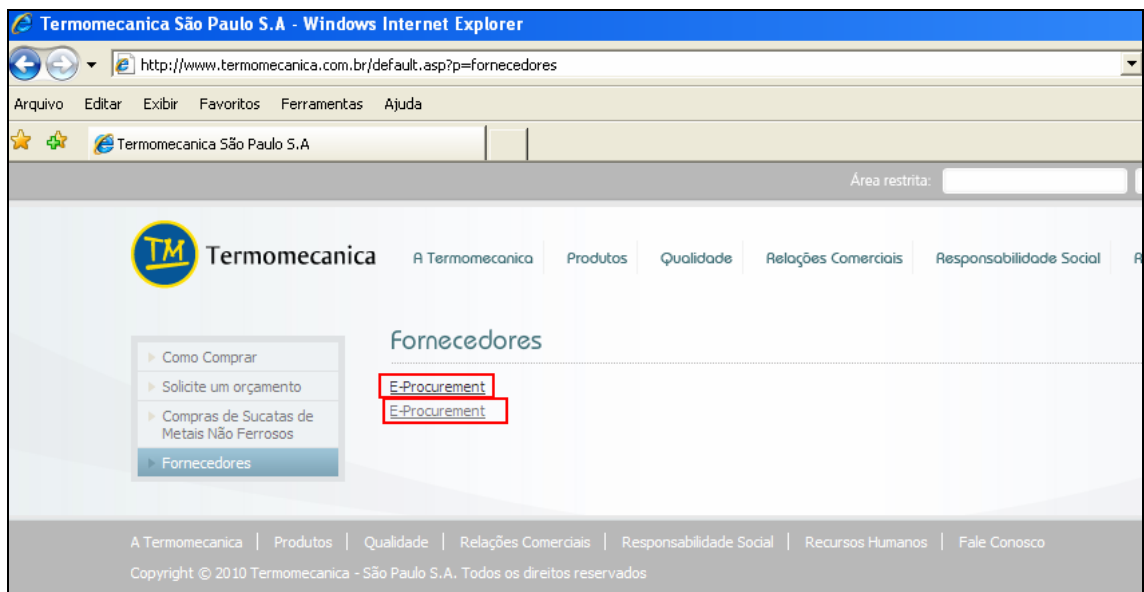 Termomecanica São Paulo S.A - Windows Internet Explorer
http://www.termomecanica.com.br/default.asp?p=fornecedores
Arquivo Editar Exibir Favoritos Ferramentas Ajuda
Termomecanica São Paulo S.A
Área restrita:
TM Termomecanica A Termomecanica Produtos Qualidade Relações Comerciais Responsabilidade Social
Fornecedores
Como Comprar
Solicite um orçamento
Compras de Sucatas de
Metais Não Ferrosos
Fornecedores
E-Procurement
E-Procurement
A Termomecanica | Produtos | Qualidade | Relações Comerciais | Responsabilidade Social | Recursos Humanos | Fale Conosco
Copyright © 2010 Termomecanica - São Paulo S.A. Todos os direitos reservados